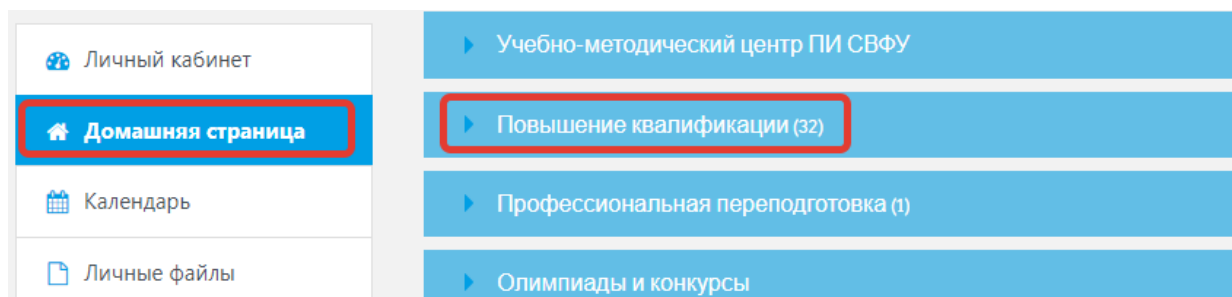 Личный кабинет
Домашняя страница
Календарь
Личные файлы
Учебно-методический центр ПИ СВФУ
Повышение квалификации (32)
Профессиональная переподготовка (1)
Олимпиады и конкурсы